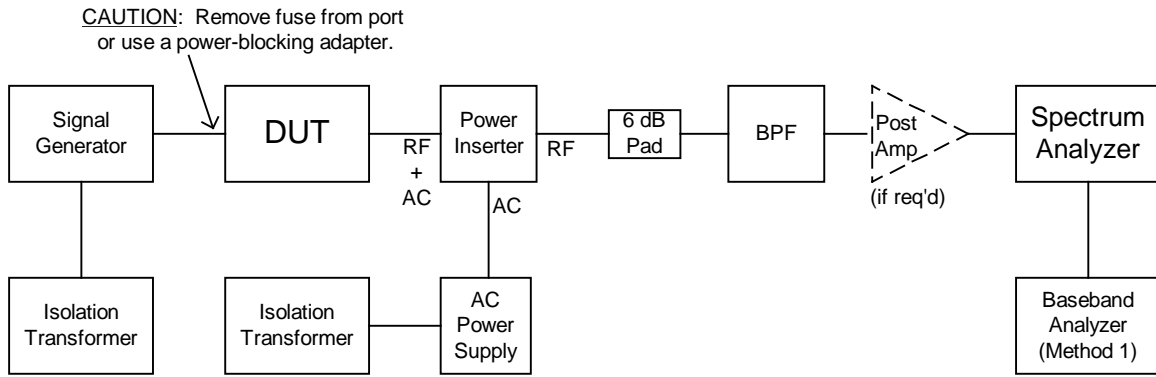 CAUTION: Remove fuse from port
or use a power-blocking adapter.
Signal
Generator
DUT
RF
+
AC
Power
Inserter
RF
AC
6 dB
Pad
BPF
Post
Amp
(if req'd)
Spectrum
Analyzer
Isolation
Transformer
Isolation
Transformer
AC
Power
Supply
Baseband
Analyzer
(Method 1)